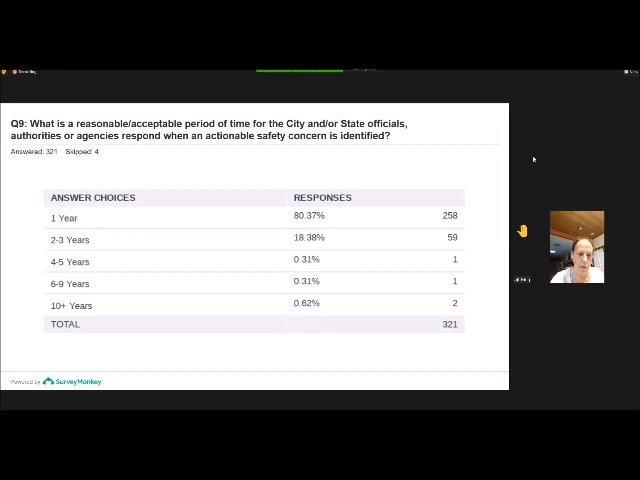 Recording
View
Q9: What is a reasonable/acceptable period of time for the City and/or State officials,
authorities or agencies respond when an actionable safety concern is identified?
Answered: 321 Skipped: 4
ANSWER CHOICES RESPONSES
1 Year 80.37% 258
2-3 Years 18.38% 59
4-5 Years 0.31% 1
6-9 Years 0.31% 1
10+ Years 0.62% 2
TOTAL 321
Powered by SurveyMonkey